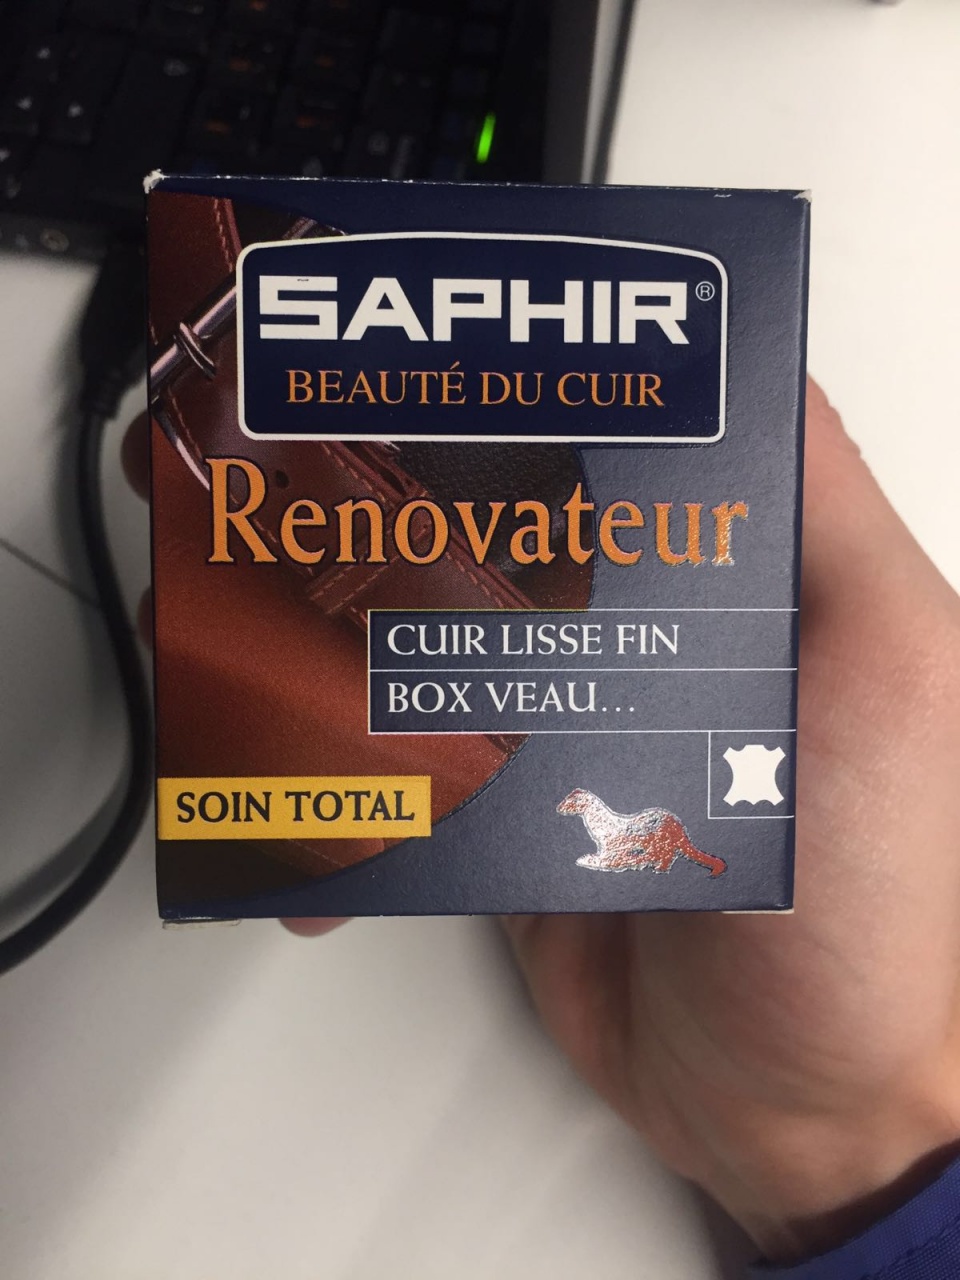 SAPHIR®
BEAUTÉ DU CUIR
Renovateur
CUIR LISSE FIN
BOX VEAU...
SOIN TOTAL